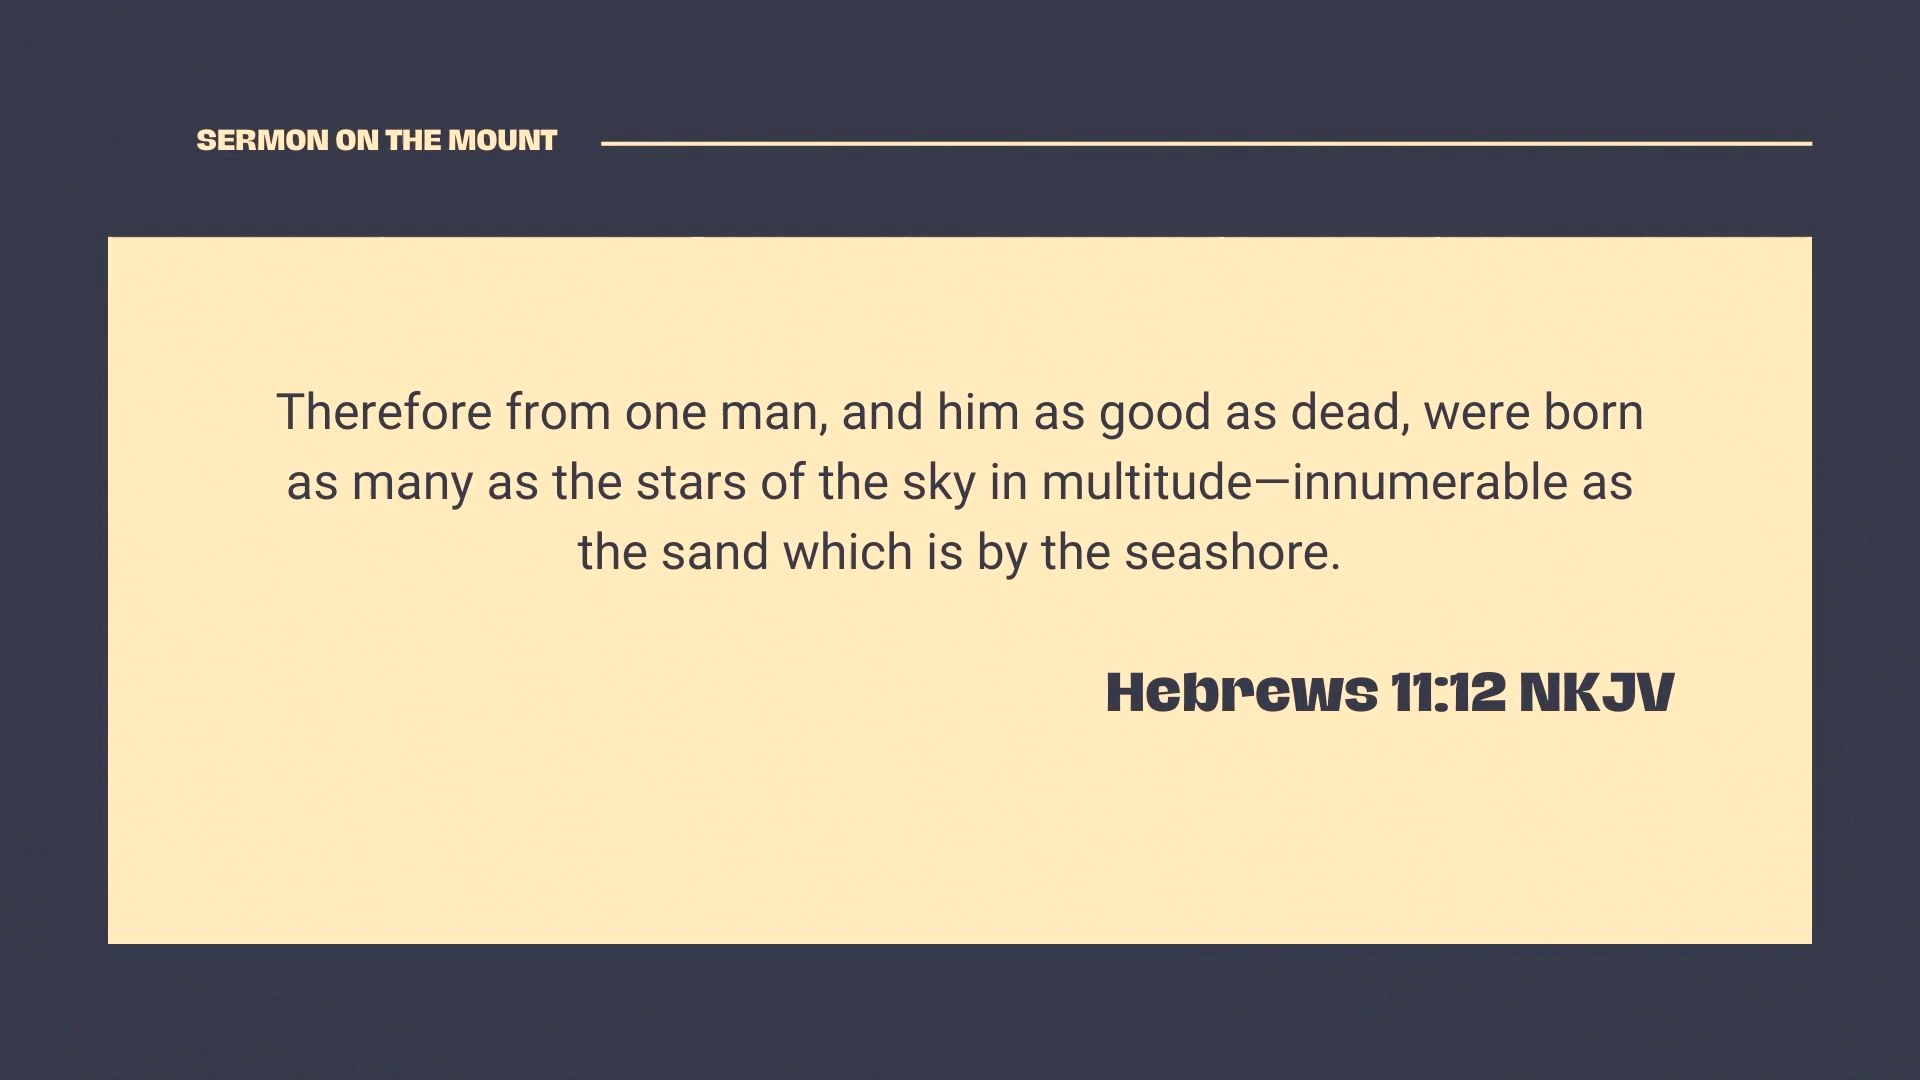 SERMON ON THE MOUNT
Therefore from one man, and him as good as dead, were born
as many as the stars of the sky in multitude—innumerable as
the sand which is by the seashore.
Hebrews 11:12 NKJV